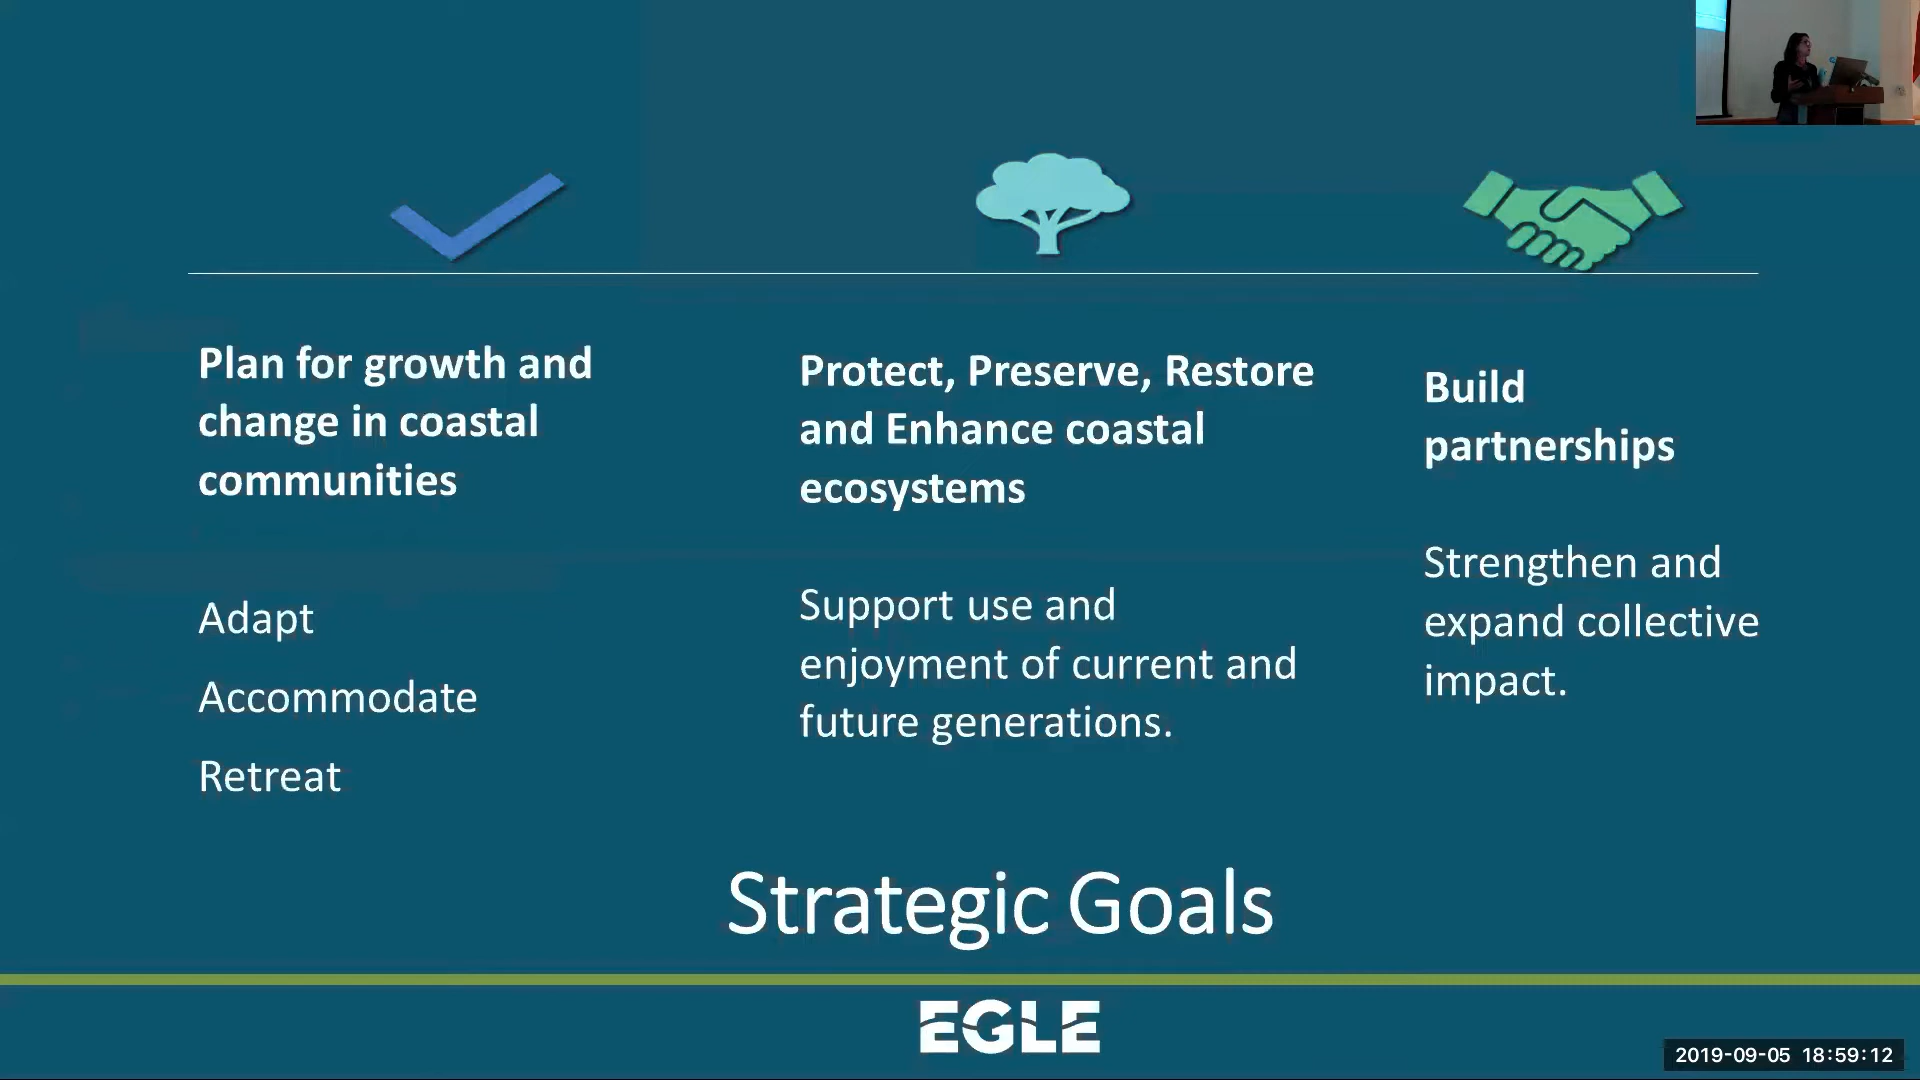 Plan for growth and
change in coastal
communities
Adapt
Accommodate
Retreat
Protect, Preserve, Restore
and Enhance coastal
ecosystems
Support use and
enjoyment of current and
future generations.
Build
partnerships
Strengthen and
expand collective
impact.
Strategic Goals
EGLE
2019-09-05 18:59:12